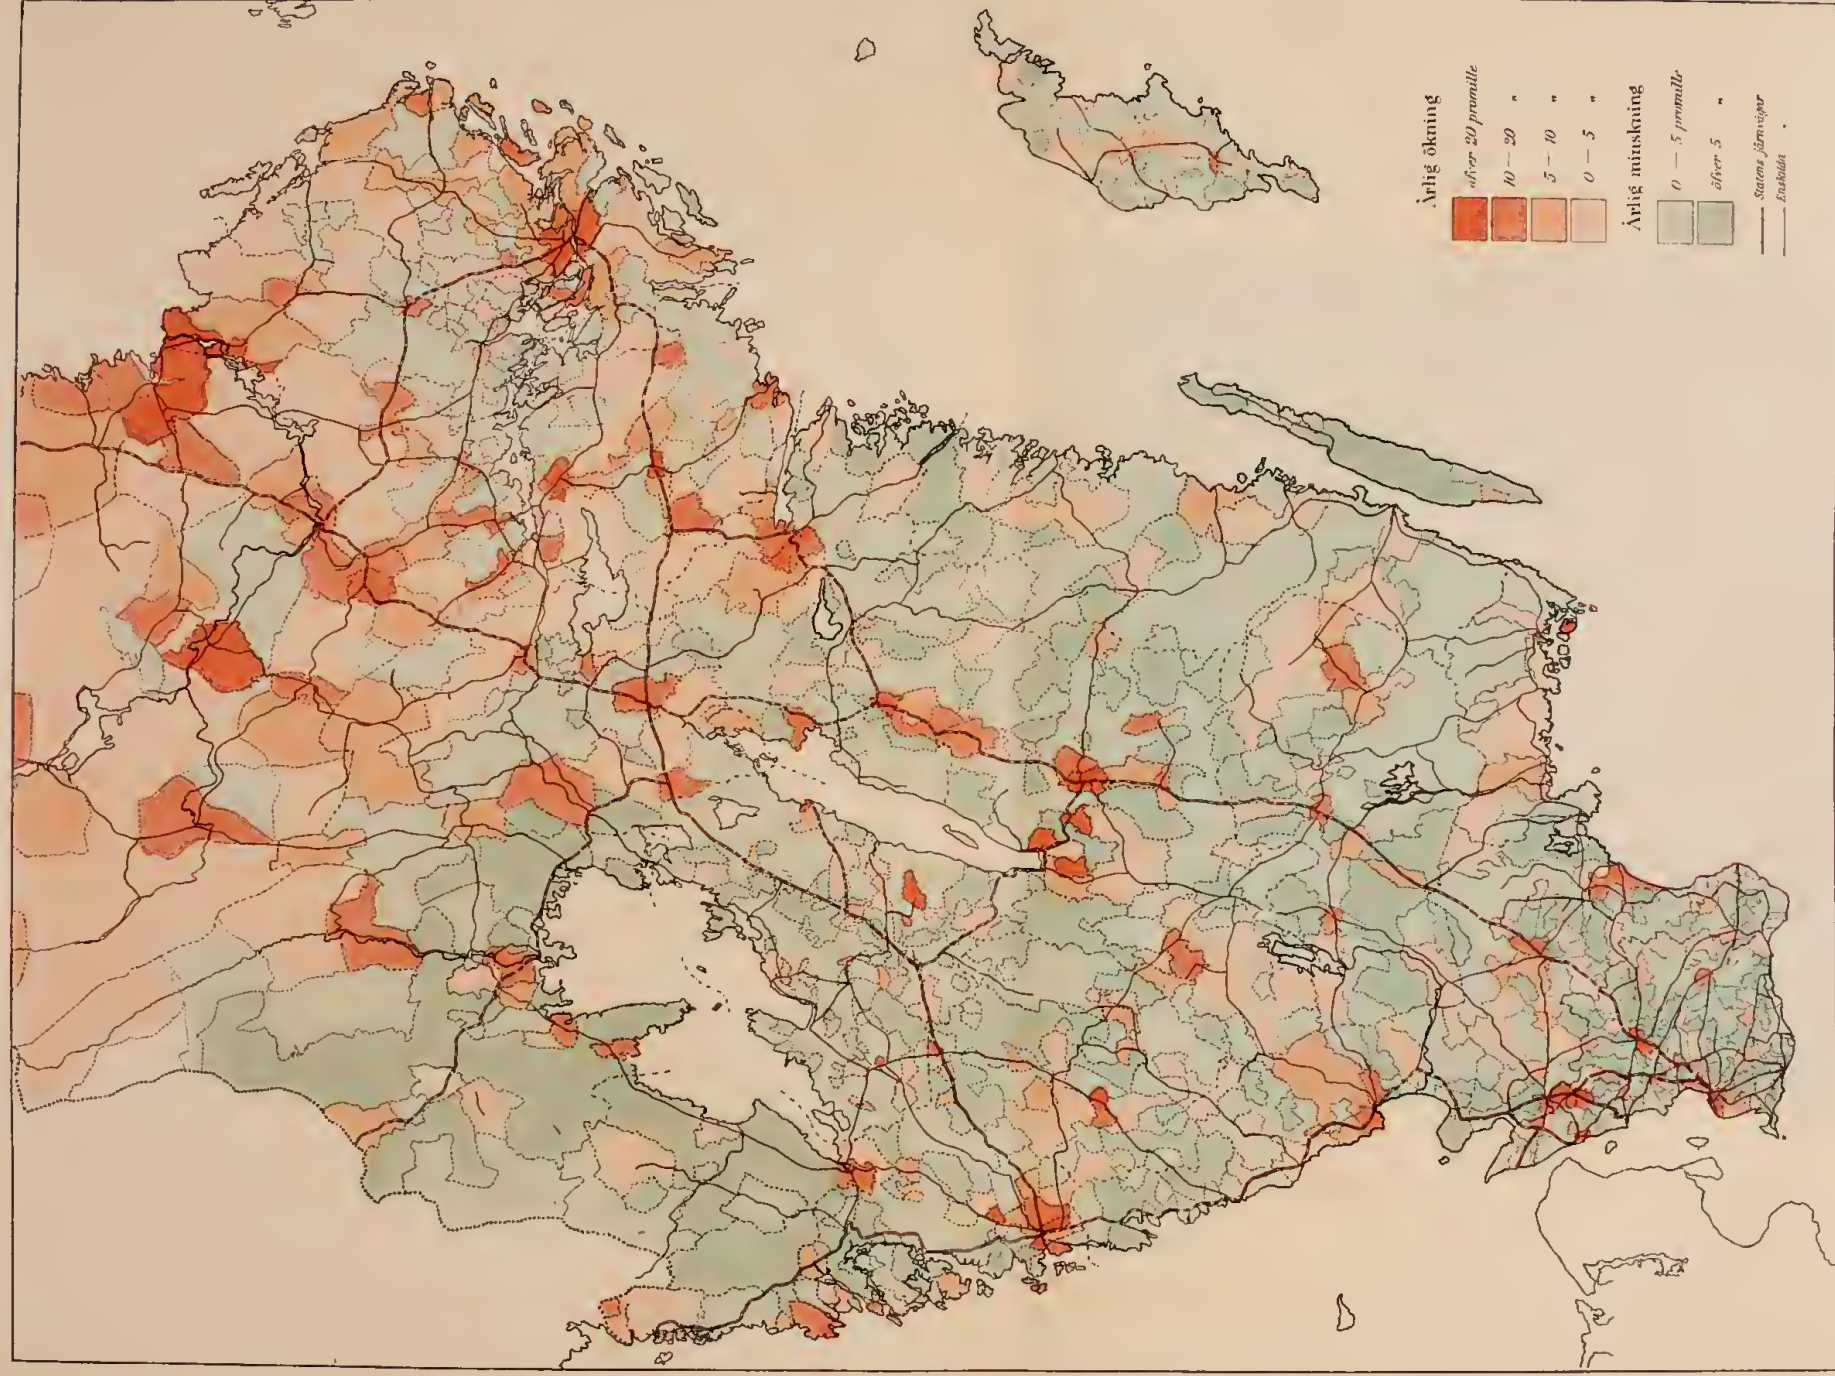 Årlig ökning
öfver 20 promille
10 – 20 "
5 – 10 "
0 – 5 "
Årlig minskning
0 – 5 promille
öfver 5 "
Statens järnvägar
Enskilda "